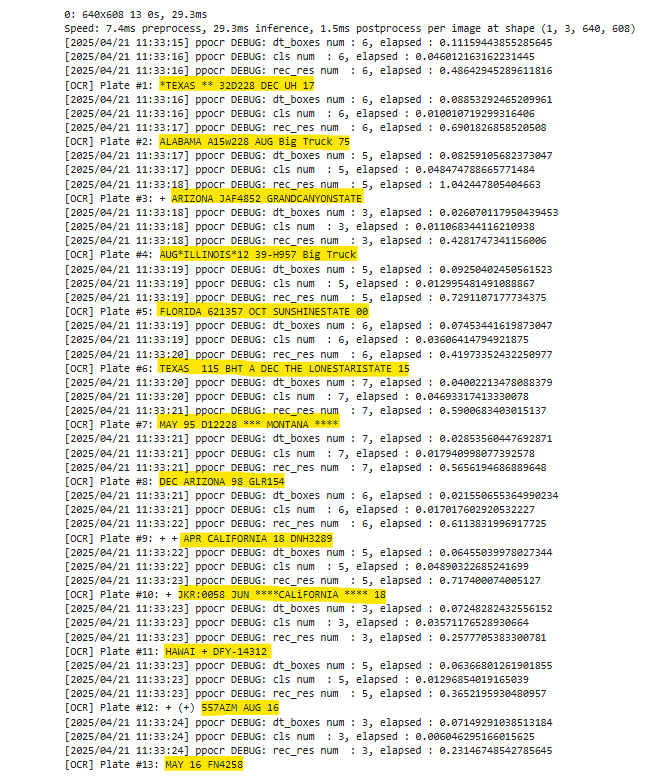 0: 640x608 13 0s, 29.3ms
Speed: 7.4ms preprocess, 29.3ms inference, 1.5ms postprocess per image at shape (1, 3, 640, 608)
[2025/04/21 11:33:15] ppocr DEBUG: dt_boxes num : 6, elapsed : 0.11159443855285645
[2025/04/21 11:33:16] ppocr DEBUG: cls num  : 6, elapsed : 0.046012163162231445
[2025/04/21 11:33:16] ppocr DEBUG: rec_res num  : 6, elapsed : 0.48642945289611816
[OCR] Plate #1: *TEXAS ** 32D228 DEC UH 17
[2025/04/21 11:33:16] ppocr DEBUG: dt_boxes num : 6, elapsed : 0.08853292465209961
[2025/04/21 11:33:16] ppocr DEBUG: cls num  : 6, elapsed : 0.010010719299316406
[2025/04/21 11:33:17] ppocr DEBUG: rec_res num  : 6, elapsed : 0.6901826858520508
[OCR] Plate #2: ALABAMA A15w228 AUG Big Truck 75
[2025/04/21 11:33:17] ppocr DEBUG: dt_boxes num : 5, elapsed : 0.08259105682373047
[2025/04/21 11:33:17] ppocr DEBUG: cls num  : 5, elapsed : 0.048474788665771484
[2025/04/21 11:33:18] ppocr DEBUG: rec_res num  : 5, elapsed : 1.042447805404663
[OCR] Plate #3: + ARIZONA JAF4852 GRANDCANYONSTATE
[2025/04/21 11:33:18] ppocr DEBUG: dt_boxes num : 3, elapsed : 0.026070117950439453
[2025/04/21 11:33:18] ppocr DEBUG: cls num  : 3, elapsed : 0.011068344116210938
[2025/04/21 11:33:18] ppocr DEBUG: rec_res num  : 3, elapsed : 0.4281747341156006
[OCR] Plate #4: AUG*ILLINOIS*12 39-H957 Big Truck
[2025/04/21 11:33:19] ppocr DEBUG: dt_boxes num : 5, elapsed : 0.09250402450561523
[2025/04/21 11:33:19] ppocr DEBUG: cls num  : 5, elapsed : 0.012995481491088867
[2025/04/21 11:33:19] ppocr DEBUG: rec_res num  : 5, elapsed : 0.7291107177734375
[OCR] Plate #5: FLORIDA 621357 OCT SUNSHINESTATE 00
[2025/04/21 11:33:19] ppocr DEBUG: dt_boxes num : 6, elapsed : 0.07453441619873047
[2025/04/21 11:33:19] ppocr DEBUG: cls num  : 6, elapsed : 0.03606414794921875
[2025/04/21 11:33:20] ppocr DEBUG: rec_res num  : 6, elapsed : 0.41973352432250977
[OCR] Plate #6: TEXAS  115 BHT A DEC THE LONESTARISTATE 15
[2025/04/21 11:33:20] ppocr DEBUG: dt_boxes num : 7, elapsed : 0.04002213478088379
[2025/04/21 11:33:20] ppocr DEBUG: cls num  : 7, elapsed : 0.04693317413330078
[2025/04/21 11:33:21] ppocr DEBUG: rec_res num  : 7, elapsed : 0.5900683403015137
[OCR] Plate #7: MAY 95 D12228 *** MONTANA ****
[2025/04/21 11:33:21] ppocr DEBUG: dt_boxes num : 7, elapsed : 0.02853560447692871
[2025/04/21 11:33:21] ppocr DEBUG: cls num  : 7, elapsed : 0.017940998077392578
[2025/04/21 11:33:21] ppocr DEBUG: rec_res num  : 7, elapsed : 0.5656194686889648
[OCR] Plate #8: DEC ARIZONA 98 GLR154
[2025/04/21 11:33:21] ppocr DEBUG: dt_boxes num : 6, elapsed : 0.021550655364990234
[2025/04/21 11:33:21] ppocr DEBUG: cls num  : 6, elapsed : 0.017017602920532227
[2025/04/21 11:33:22] ppocr DEBUG: rec_res num  : 6, elapsed : 0.6113831996917725
[OCR] Plate #9: + + APR CALIFORNIA 18 DNH3289
[2025/04/21 11:33:22] ppocr DEBUG: dt_boxes num : 5, elapsed : 0.06455039978027344
[2025/04/21 11:33:22] ppocr DEBUG: cls num  : 5, elapsed : 0.04890322685241699
[2025/04/21 11:33:23] ppocr DEBUG: rec_res num  : 5, elapsed : 0.717400074005127
[OCR] Plate #10: + JKR:0058 JUN ****CALiFORNIA **** 18
[2025/04/21 11:33:23] ppocr DEBUG: dt_boxes num : 3, elapsed : 0.07248282432556152
[2025/04/21 11:33:23] ppocr DEBUG: cls num  : 3, elapsed : 0.03571176528930664
[2025/04/21 11:33:23] ppocr DEBUG: rec_res num  : 3, elapsed : 0.2577705383300781
[OCR] Plate #11: HAWAI + DFY-14312
[2025/04/21 11:33:23] ppocr DEBUG: dt_boxes num : 5, elapsed : 0.06366801261901855
[2025/04/21 11:33:23] ppocr DEBUG: cls num  : 5, elapsed : 0.01296854019165039
[2025/04/21 11:33:23] ppocr DEBUG: rec_res num  : 5, elapsed : 0.3652195930480957
[OCR] Plate #12: + (+) 557AZM AUG 16
[2025/04/21 11:33:24] ppocr DEBUG: dt_boxes num : 3, elapsed : 0.07149291038513184
[2025/04/21 11:33:24] ppocr DEBUG: cls num  : 3, elapsed : 0.006046295166015625
[2025/04/21 11:33:24] ppocr DEBUG: rec_res num  : 3, elapsed : 0.23146748542785645
[OCR] Plate #13: MAY 16 FN4258